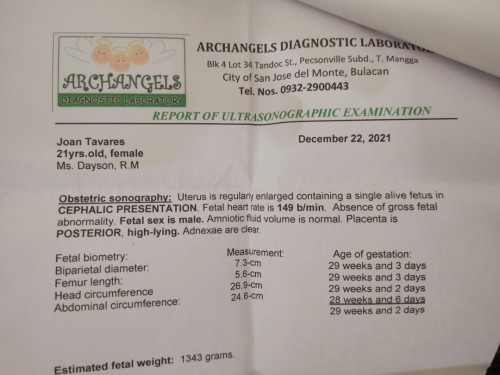 ARCHANGELS
DIAGNOSTIC LABORATORY
ARCHANGELS DIAGNOSTIC
Blk 4 Lot 34 Tandoc St., Pecsonville Subd., T. Mangga
City of San Jose del Monte, Bulacan
Tel. Nos. 0932-2900443
REPORT OF ULTRASONOGRAPHIC EXAMINATION
Joan Tavares December 22, 2021
21yrs.old, female
Ms. Dayson, R.M
Obstetric sonography: Uterus is regularly enlarged containing a single alive fetus in
CEPHALIC PRESENTATION. Fetal heart rate is 149 b/min. Absence of gross fetal
abnormality. Fetal sex is male. Amniotic fluid volume is normal. Placenta is
POSTERIOR, high-lying. Adnexae are clear.
Fetal biometry: Measurement: Age of gestation:
Biparietal diameter: 7.3-cm 29 weeks and 3 days
Femur length: 5.6-cm 29 weeks and 3 days
Head circumference 26.9-cm 29 weeks and 2 days
Abdominal circumference: 24.6-cm 28 weeks and 6 days
29 weeks and 2 days
Estimated fetal weight: 1343 grams.